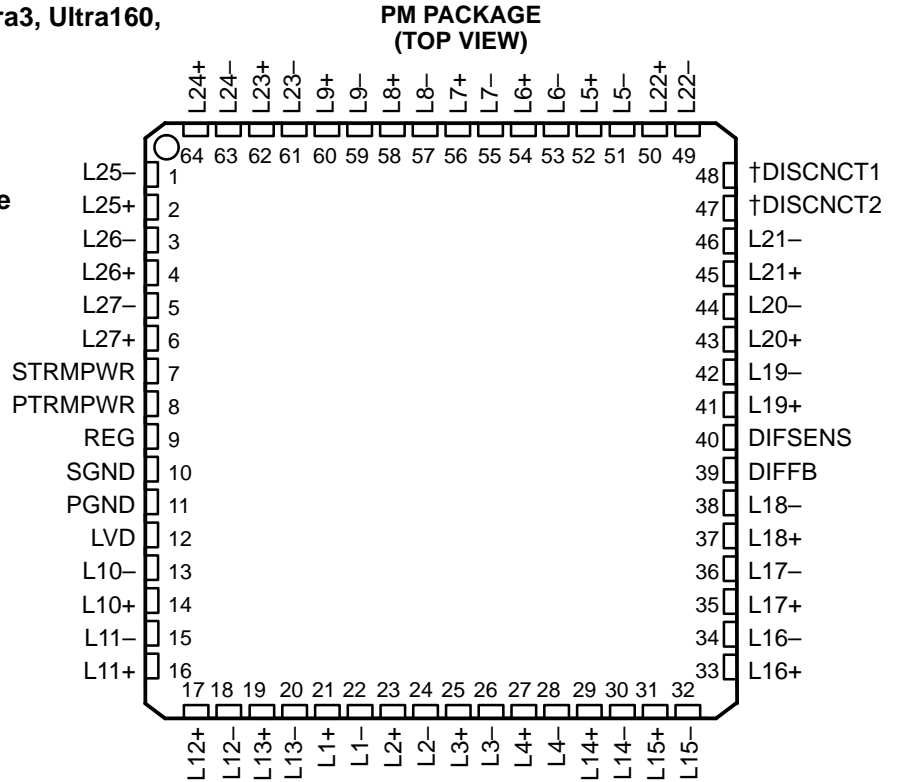 ra3, Ultra160,
PM PACKAGE
(TOP VIEW)
L24+ L24– L23+ L23– L9+ L9– L8+ L8– L7+ L7– L6+ L6– L5+ L5– L22+ L22–
64 63 62 61 60 59 58 57 56 55 54 53 52 51 50 49
L25– 1 48 †DISCNCT1
e
L25+ 2 47 †DISCNCT2
L26– 3 46 L21–
L26+ 4 45 L21+
L27– 5 44 L20–
L27+ 6 43 L20+
STRMPWR 7 42 L19–
PTRMPWR 8 41 L19+
REG 9 40 DIFSENS
SGND 10 39 DIFFB
PGND 11 38 L18–
LVD 12 37 L18+
L10– 13 36 L17–
L10+ 14 35 L17+
L11– 15 34 L16–
L11+ 16 33 L16+
17 18 19 20 21 22 23 24 25 26 27 28 29 30 31 32
L12+ L12– L13+ L13– L1+ L1– L2+ L2– L3+ L3– L4+ L4– L14+ L14– L15+ L15–